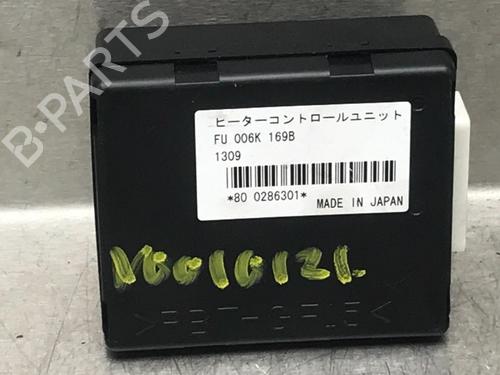 B-PARTS
ヒーターコントロールユニット
FU 006K 169B
1309
*80 0286301*
MADE IN JAPAN
>PBT-GF15<